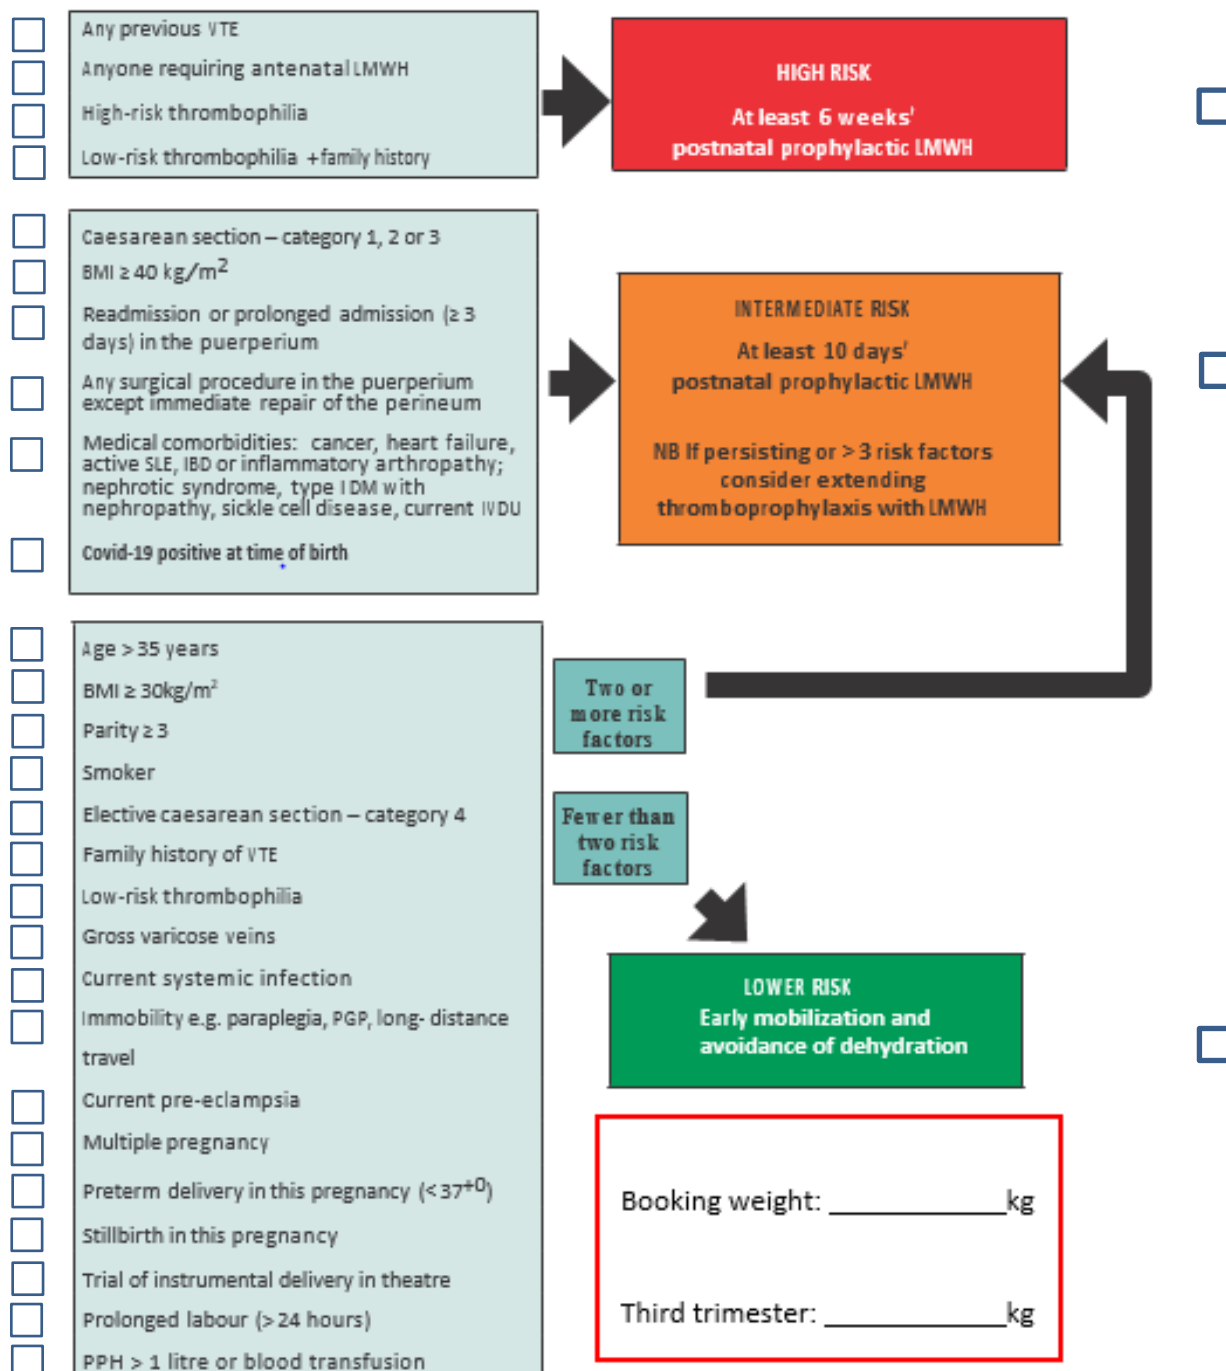 Any previous VTE
Anyone requiring antenatal LMWH
High-risk thrombophilia
Low-risk thrombophilia +family history
HIGH RISK
At least 6 weeks'
postnatal prophylactic LMWH
Caesarean section – category 1, 2 or 3
BMI ≥ 40 kg/m²
Readmission or prolonged admission (≥ 3
days) in the puerperium
Any surgical procedure in the puerperium
except immediate repair of the perineum
Medical comorbidities: cancer, heart failure,
active SLE, IBD or inflammatory arthropathy;
nephrotic syndrome, type I DM with
nephropathy, sickle cell disease, current IVDU
Covid-19 positive at time of birth
INTERMEDIATE RISK
At least 10 days'
postnatal prophylactic LMWH
NB If persisting or > 3 risk factors
consider extending
thromboprophylaxis with LMWH
Age > 35 years
BMI ≥ 30kg/m²
Parity ≥ 3
Smoker
Elective caesarean section – category 4
Family history of VTE
Low-risk thrombophilia
Gross varicose veins
Current systemic infection
Immobility e.g. paraplegia, PGP, long- distance
travel
Current pre-eclampsia
Multiple pregnancy
Preterm delivery in this pregnancy (< 37⁺⁰)
Stillbirth in this pregnancy
Trial of instrumental delivery in theatre
Prolonged labour (> 24 hours)
PPH > 1 litre or blood transfusion
Two or
more risk
factors
Fewer than
two risk
factors
LOWER RISK
Early mobilization and
avoidance of dehydration
Booking weight: ____________kg
Third trimester: ____________kg